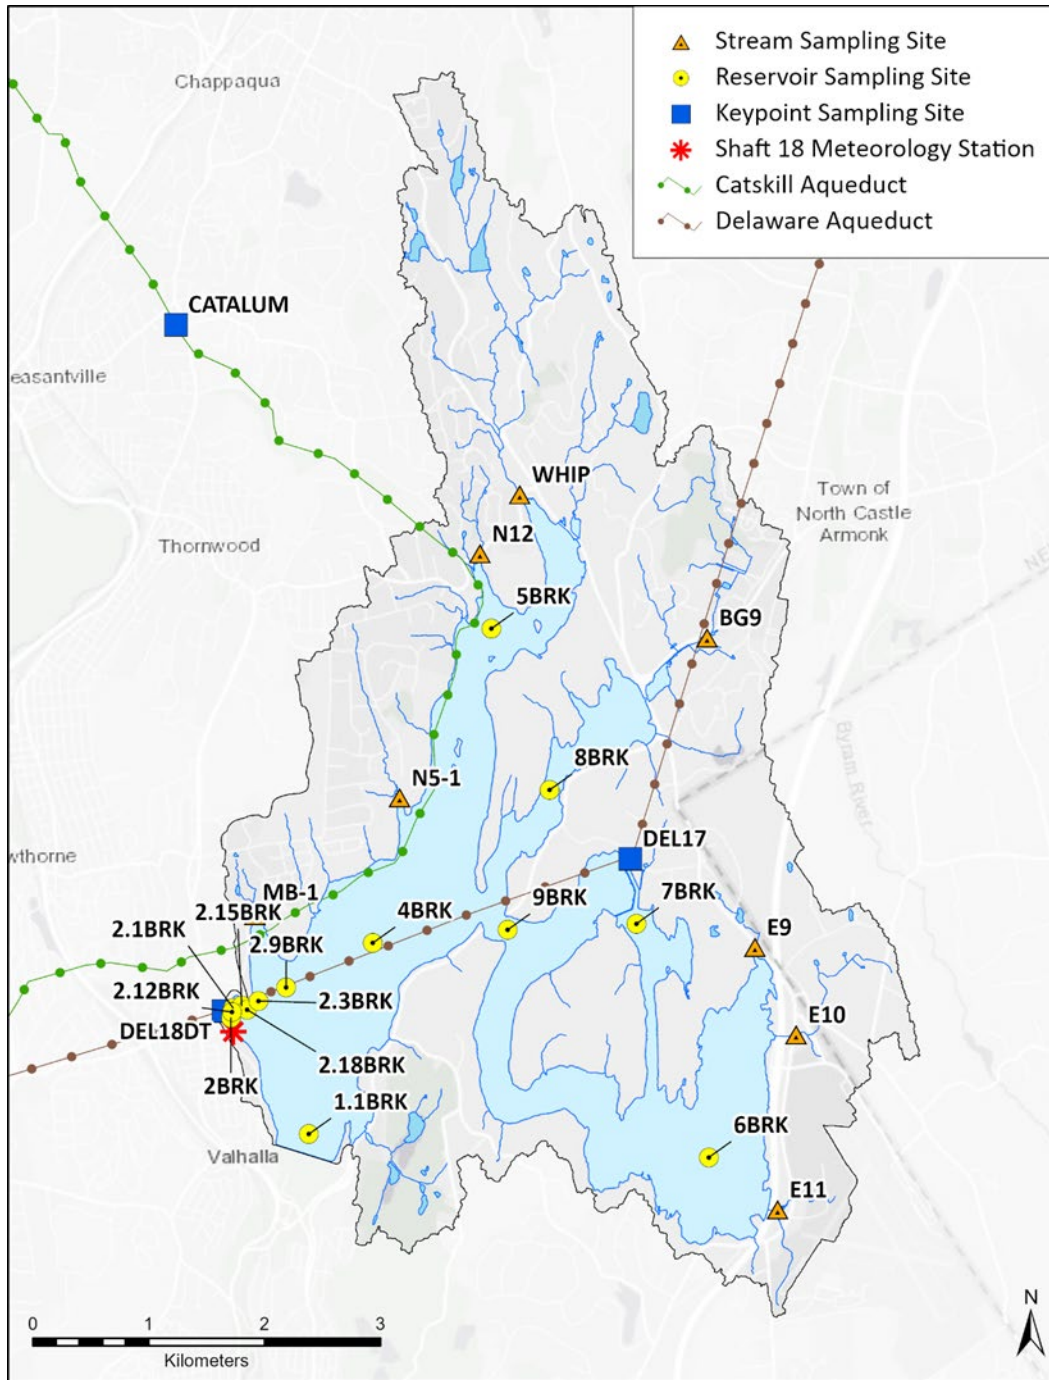 Stream Sampling Site
Reservoir Sampling Site
Keypoint Sampling Site
Shaft 18 Meteorology Station
Catskill Aqueduct
Delaware Aqueduct
Chappaqua
CATALUM
easantville
WHIP
Town of
North Castle
Armonk
N12
Thornwood
5BRK
BG9
Byram River
8BRK
N5-1
DEL17
wthorne
MB-1
2.15BRK
2.1BRK
4BRK
9BRK
7BRK
2.9BRK
E9
2.12BRK
2.3BRK
DEL18DT
E10
2.18BRK
2BRK
1.1BRK
6BRK
Valhalla
E11
N
0 1 2 3
Kilometers